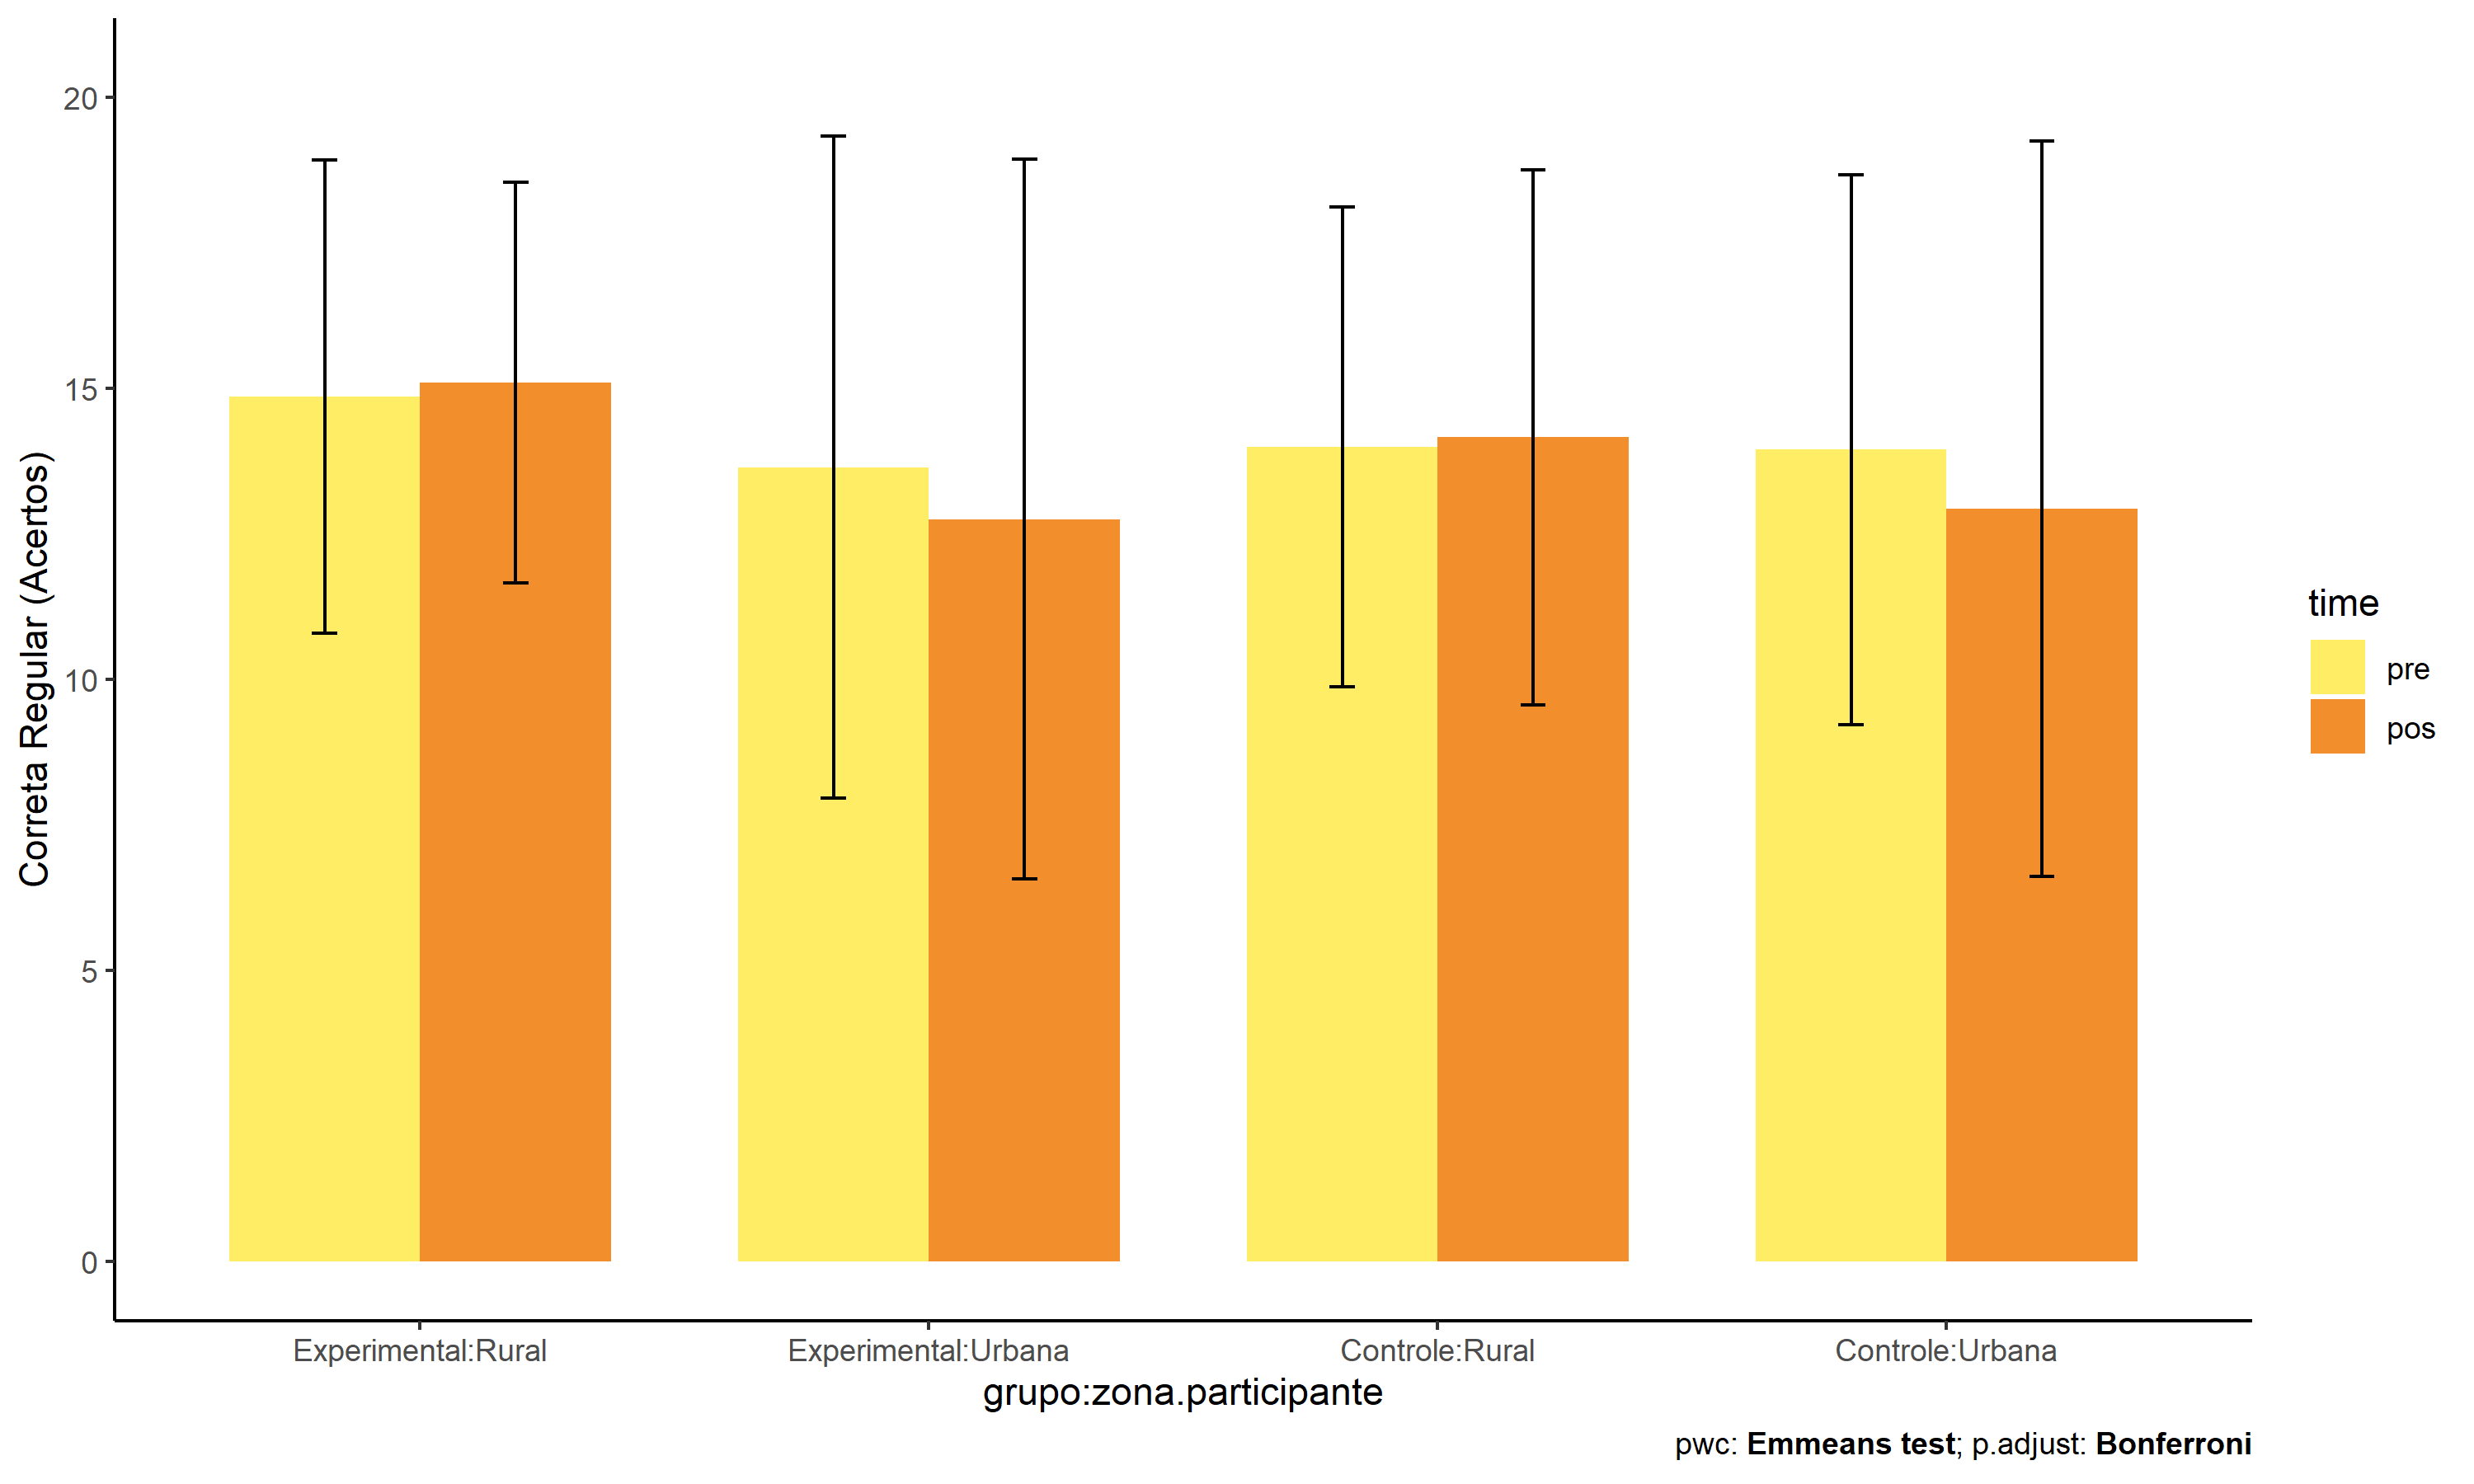 Correta Regular (Acertos)
20
15
10
5
0
Experimental:Rural
Experimental:Urbana
Controle:Rural
Controle:Urbana
grupo:zona.participante
time
pre
pos
pwc: Emmeans test; p.adjust: Bonferroni